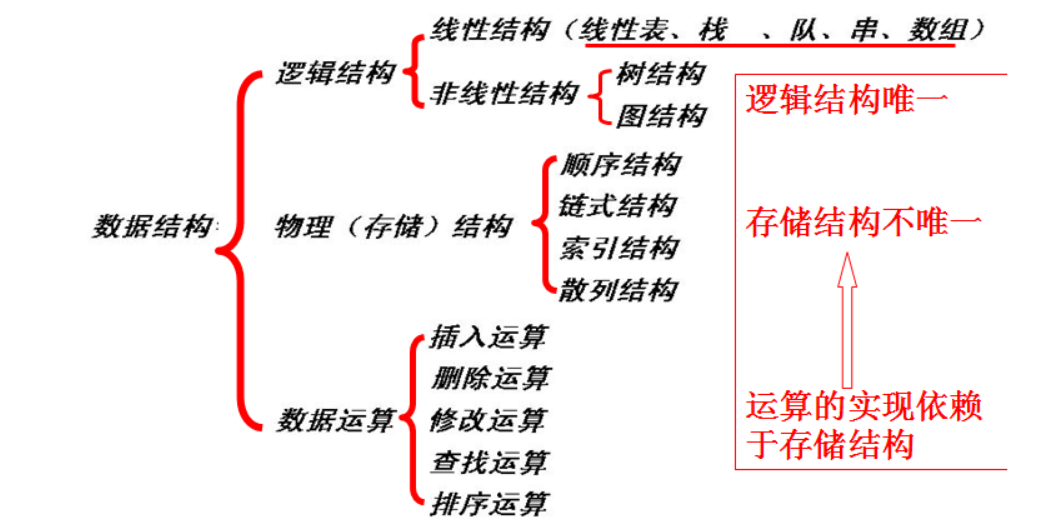 线性结构（线性表、栈 、队、串、数组）
逻辑结构
非线性结构
树结构
图结构
逻辑结构唯一
顺序结构
链式结构
数据结构:
物理（存储）结构
索引结构
散列结构
存储结构不唯一
插入运算
删除运算
数据运算
修改运算
查找运算
排序运算
运算的实现依赖
于存储结构